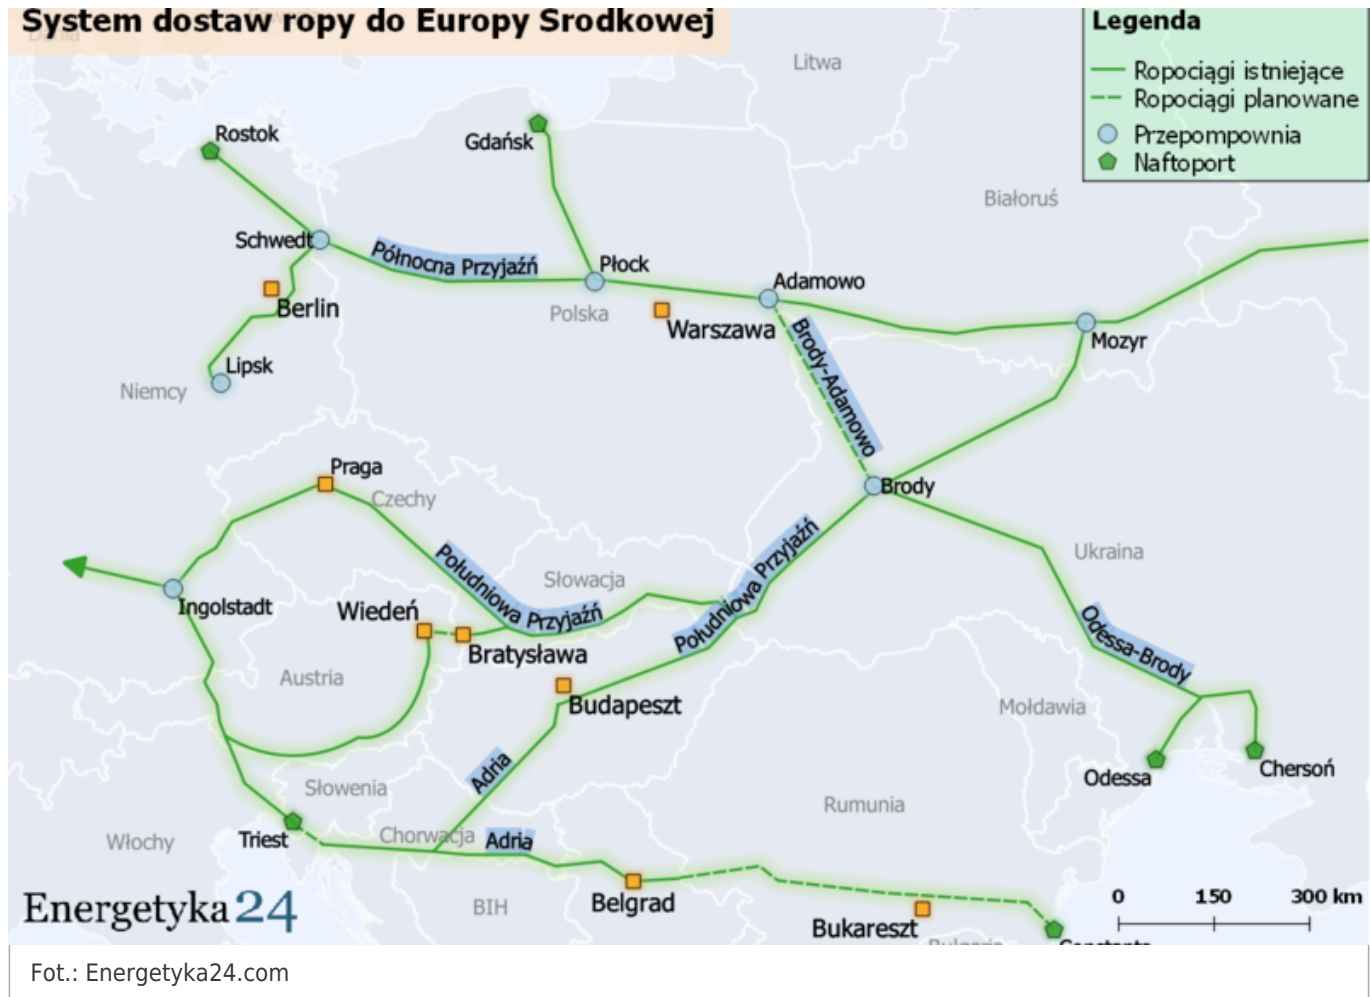 System dostaw ropy do Europy Środkowej
Legenda
Ropociągi istniejące
Ropociągi planowane
Przepompownia
Naftoport
Litwa
Rostok
Gdańsk
Białoruś
Schwedt
Północna Przyjaźń
Płock
Adamowo
Berlin
Polska
Warszawa
Mozyr
Brody-Adamowo
Lipsk
Niemcy
Praga
Czechy
Brody
Południowa Przyjaźń
Południowa Przyjaźń
Ukraina
Słowacja
Ingolstadt
Wiedeń
Bratysława
Odessa-Brody
Austria
Budapeszt
Mołdawia
Adria
Odessa
Chersoń
Słowenia
Rumunia
Triest
Chorwacja
Adria
Włochy
Belgrad
BIH
Bukareszt
0 150 300 km
Energetyka24
Fot.: Energetyka24.com